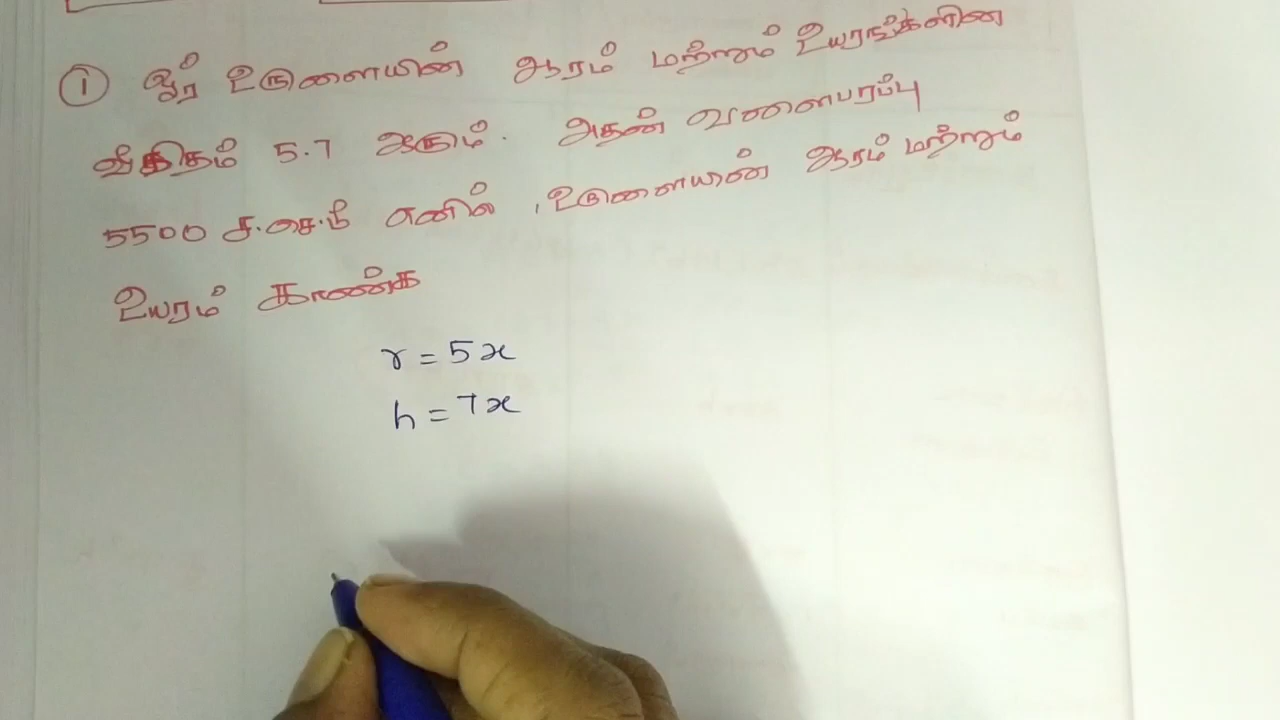 ① ஓர் உருளையின் ஆரம் மற்றும் உயரங்களின்
விகிதம் 5.7 ஆகும். அதன் வளைபரப்பு
5500 ச.செ.மீ எனில், உருளையின் ஆரம் மற்றும்
உயரம் காண்க
r = 5x
h = 7x